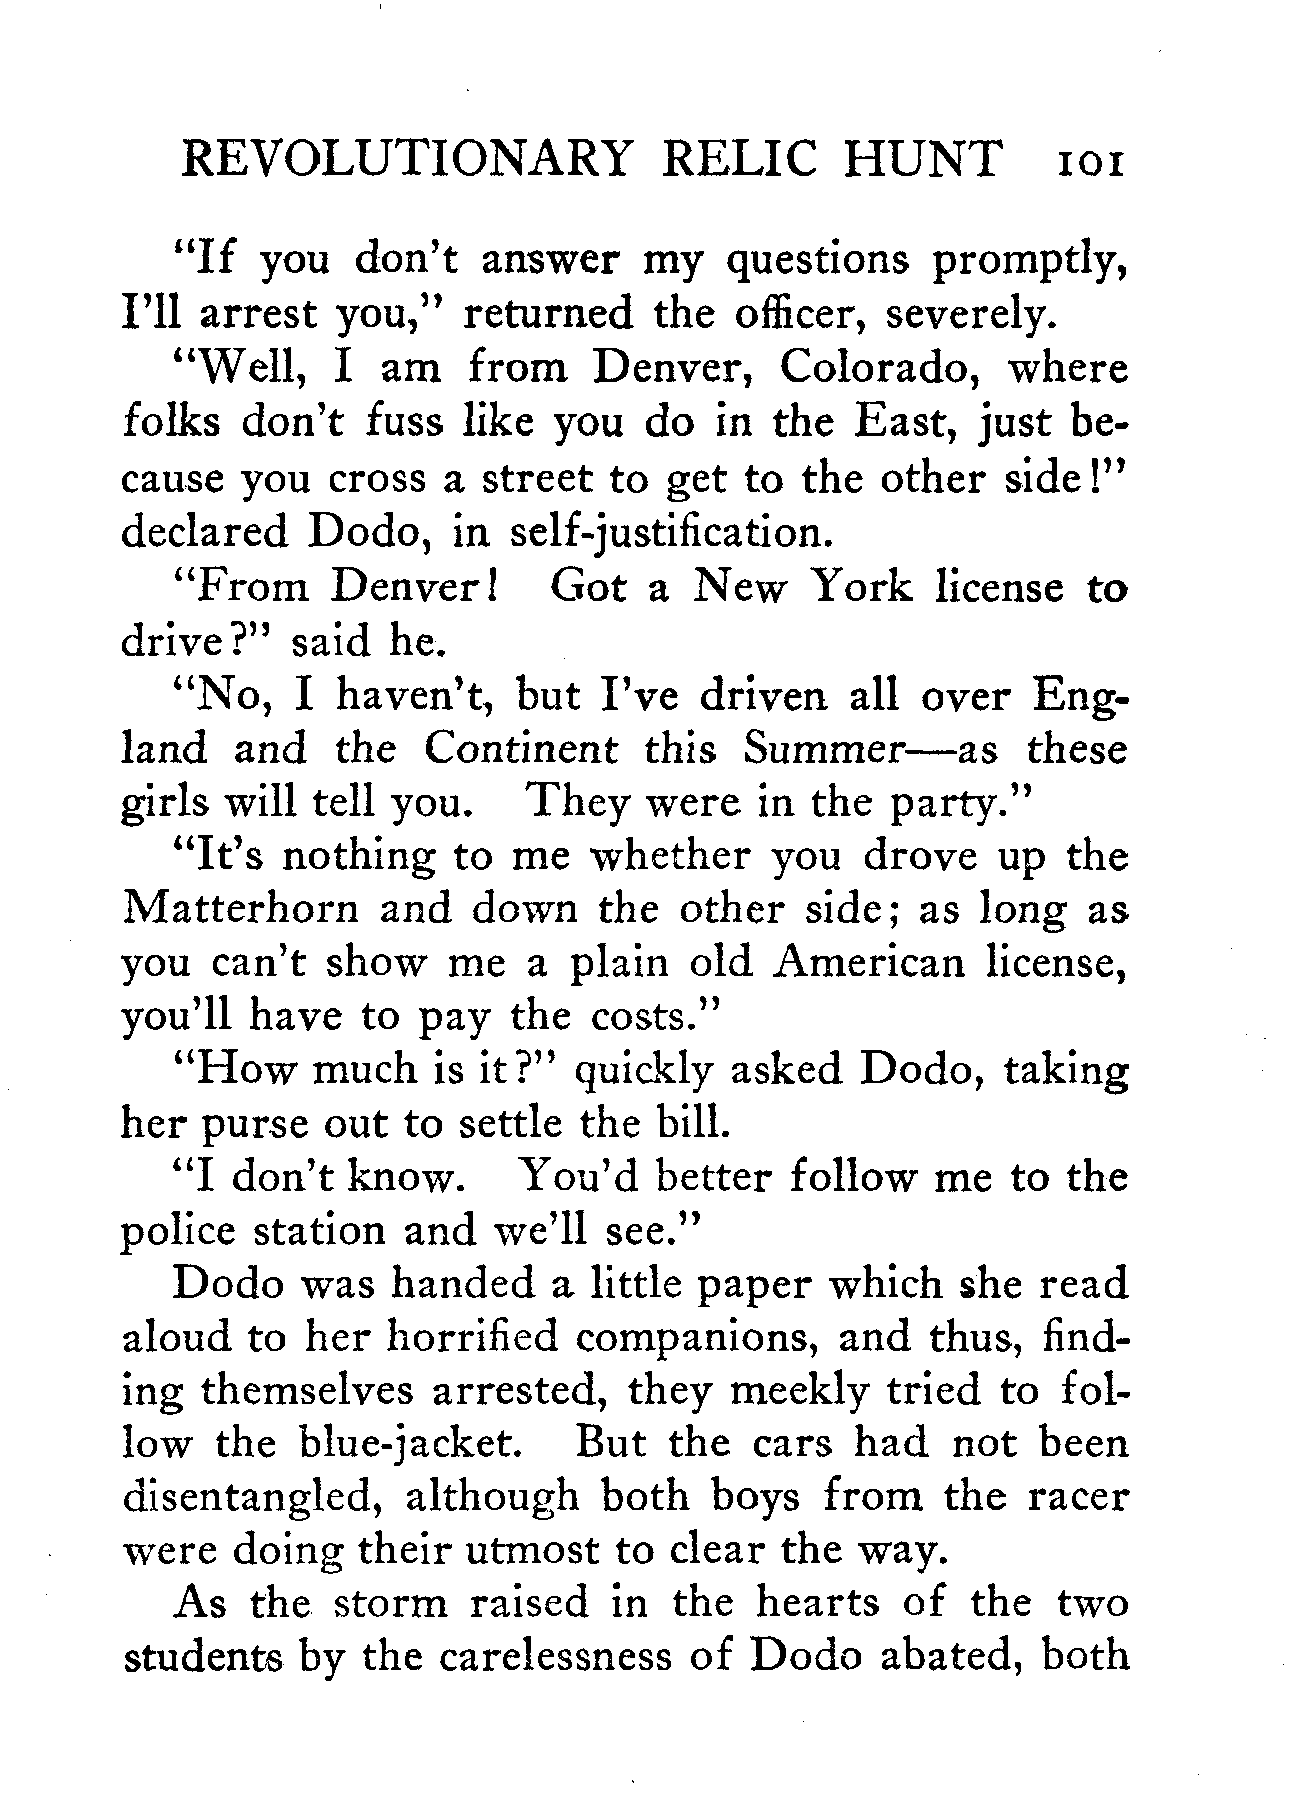 REVOLUTIONARY RELIC HUNT 101
“If you don’t answer my questions promptly,
I’ll arrest you,” returned the officer, severely.
“Well, I am from Denver, Colorado, where
folks don’t fuss like you do in the East, just be-
cause you cross a street to get to the other side!”
declared Dodo, in self-justification.
“From Denver! Got a New York license to
drive?” said he.
“No, I haven’t, but I’ve driven all over Eng-
land and the Continent this Summer—as these
girls will tell you. They were in the party.”
“It’s nothing to me whether you drove up the
Matterhorn and down the other side; as long as
you can’t show me a plain old American license,
you’ll have to pay the costs.”
“How much is it?” quickly asked Dodo, taking
her purse out to settle the bill.
“I don’t know. You’d better follow me to the
police station and we’ll see.”
Dodo was handed a little paper which she read
aloud to her horrified companions, and thus, find-
ing themselves arrested, they meekly tried to fol-
low the blue-jacket. But the cars had not been
disentangled, although both boys from the racer
were doing their utmost to clear the way.
As the storm raised in the hearts of the two
students by the carelessness of Dodo abated, both